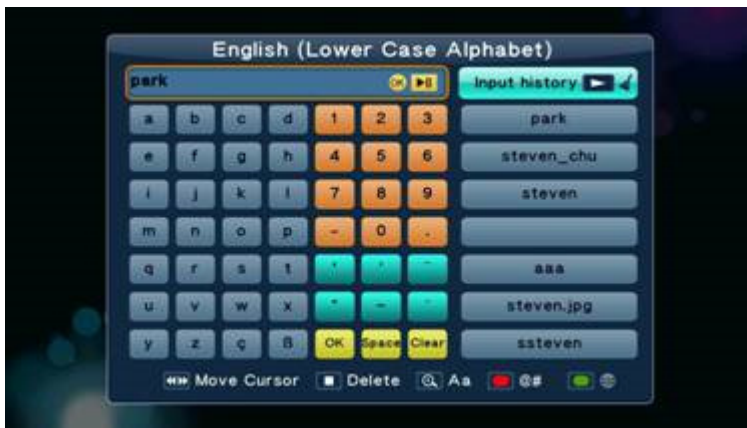 English (Lower Case Alphabet)
park OK Input history
a b c d 1 2 3 park
e f g h 4 5 6 steven_chu
i j k l 7 8 9 steven
m n o p - 0 .
q r s t aaa
u v w x steven.jpg
y z ç ß OK Space Clear ssteven
Move Cursor Delete Aa @#